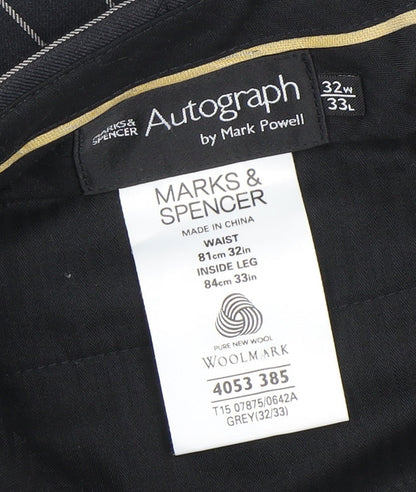 MARKS & SPENCER Autograph
by Mark Powell
32W
33L
MARKS &
SPENCER
MADE IN CHINA
WAIST
81cm 32in
INSIDE LEG
84cm 33in
PURE NEW WOOL
WOOLMARK
4053 385
T15 07875/0642A
GREY(32/33)